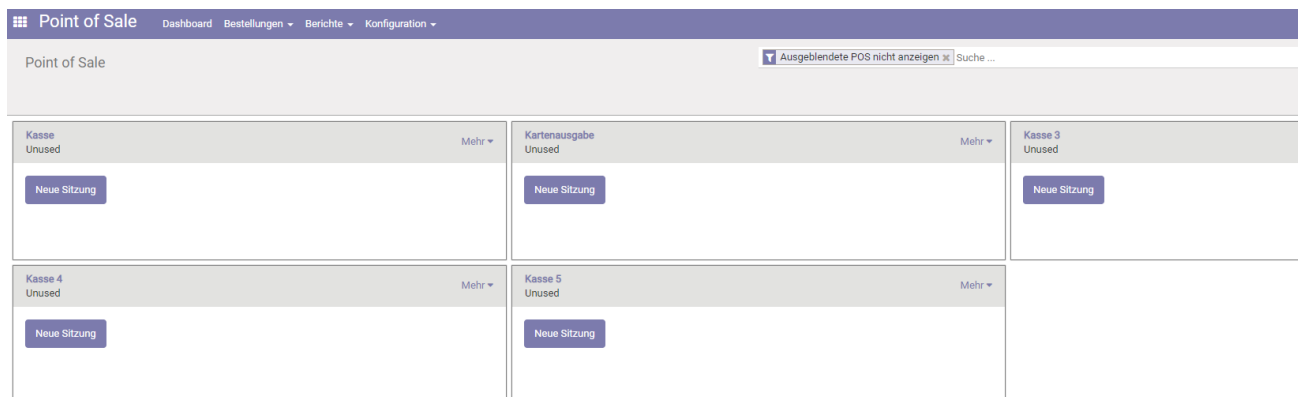 Point of Sale Dashboard Bestellungen Berichte Konfiguration
Point of Sale Ausgeblendete POS nicht anzeigen Suche ...
Kasse Mehr Kartenausgabe Mehr Kasse 3
Unused Unused Unused
Neue Sitzung Neue Sitzung Neue Sitzung
Kasse 4 Mehr Kasse 5 Mehr
Unused Unused
Neue Sitzung Neue Sitzung